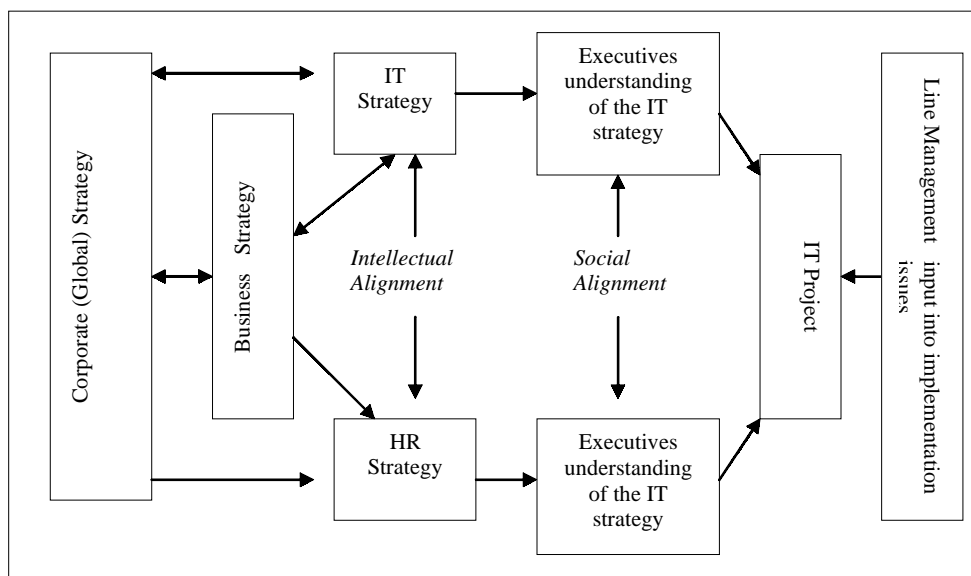 Corporate (Global) Strategy
Business Strategy
IT
Strategy
Executives
understanding
of the IT
strategy
Intellectual
Alignment
Social
Alignment
HR
Strategy
Executives
understanding
of the IT
strategy
IT Project
Line Management input into implementation
issues